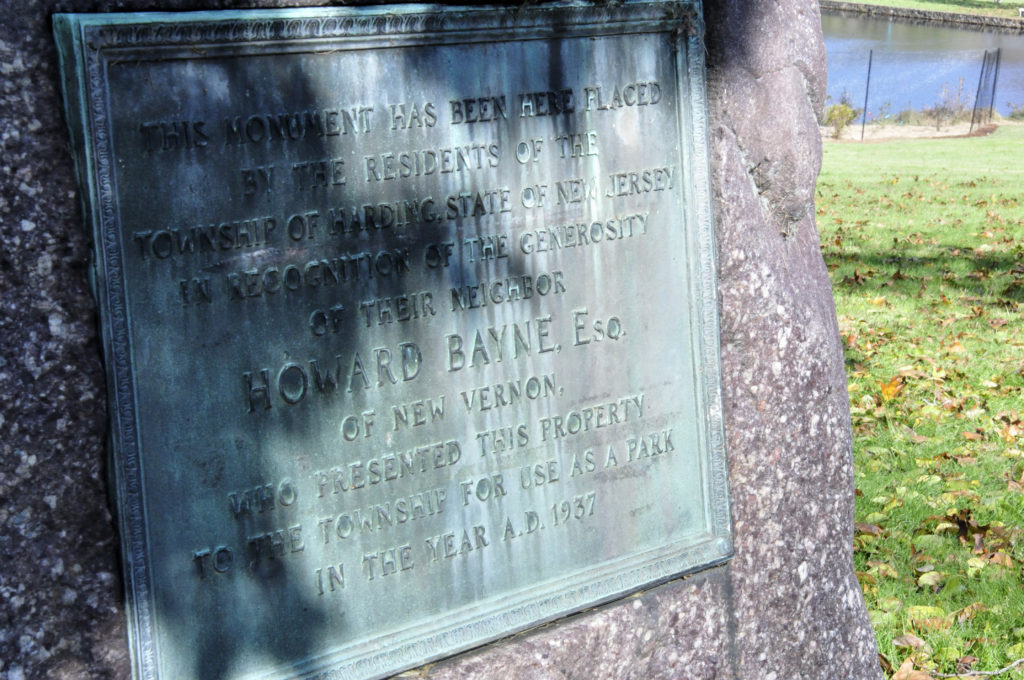 THIS MONUMENT HAS BEEN HERE PLACED
BY THE RESIDENTS OF THE
TOWNSHIP OF HARDING, STATE OF NEW JERSEY
IN RECOGNITION OF THE GENEROSITY
OF THEIR NEIGHBOR
HOWARD BAYNE, ESQ.
OF NEW VERNON,
WHO PRESENTED THIS PROPERTY
TO THE TOWNSHIP FOR USE AS A PARK
IN THE YEAR A.D. 1937